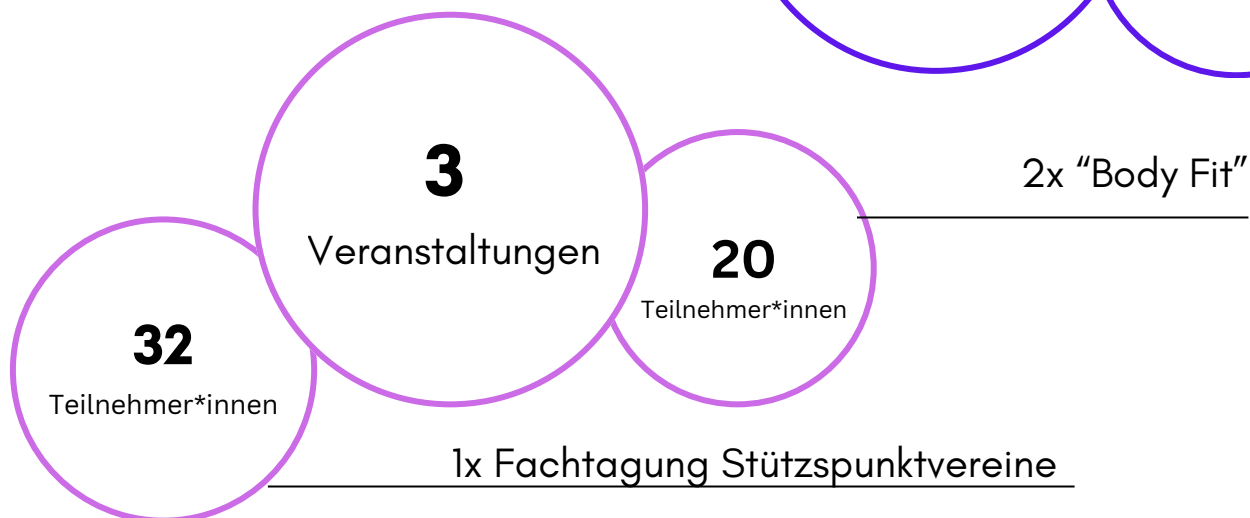 3
Veranstaltungen
2x “Body Fit”
20
Teilnehmer*innen
32
Teilnehmer*innen
1x Fachtagung Stützspunktvereine